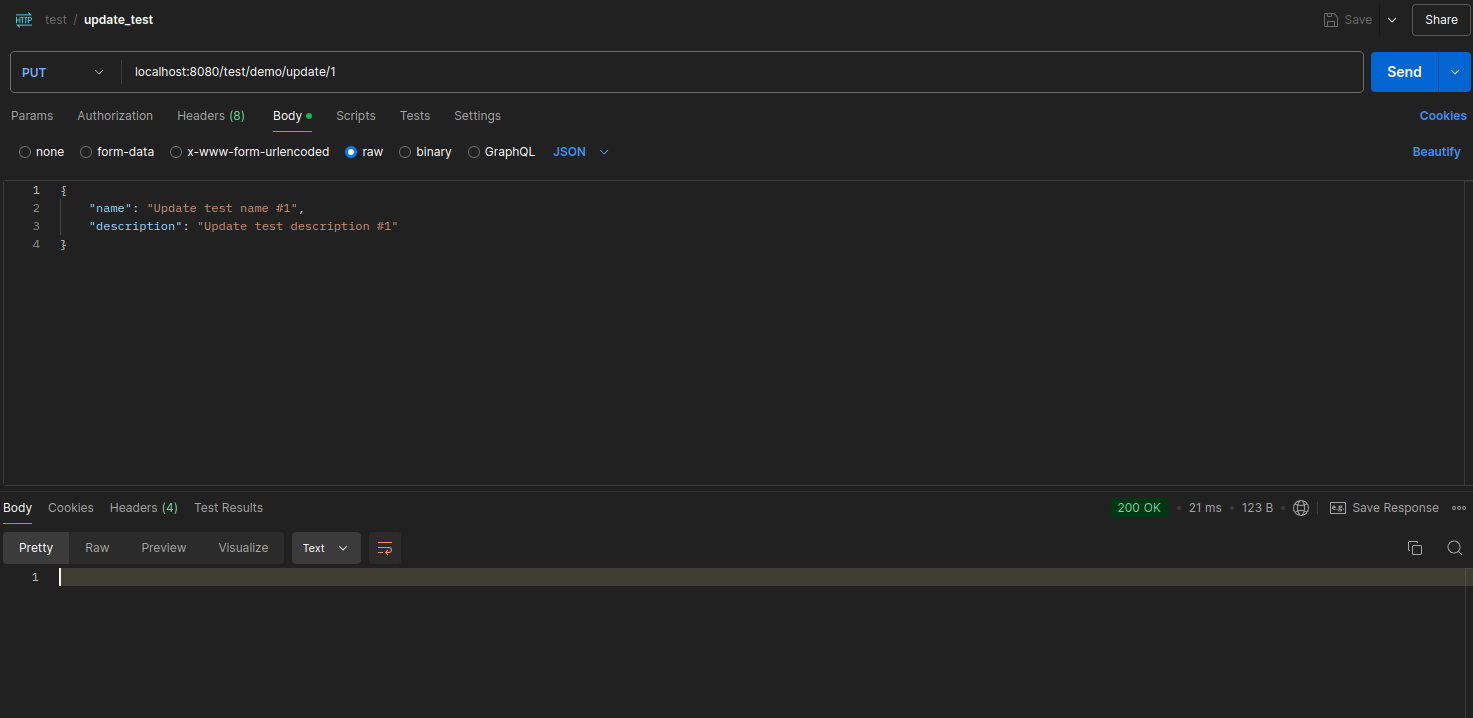 HTTP test / update_test Save Share
PUT localhost:8080/test/demo/update/1 Send
Params Authorization Headers (8) Body Scripts Tests Settings Cookies
none form-data x-www-form-urlencoded raw binary GraphQL JSON Beautify
1 {
2 "name": "Update test name #1",
3 "description": "Update test description #1"
4 }
Body Cookies Headers (4) Test Results 200 OK • 21 ms • 123 B • e.g. Save Response
Pretty Raw Preview Visualize Text
1